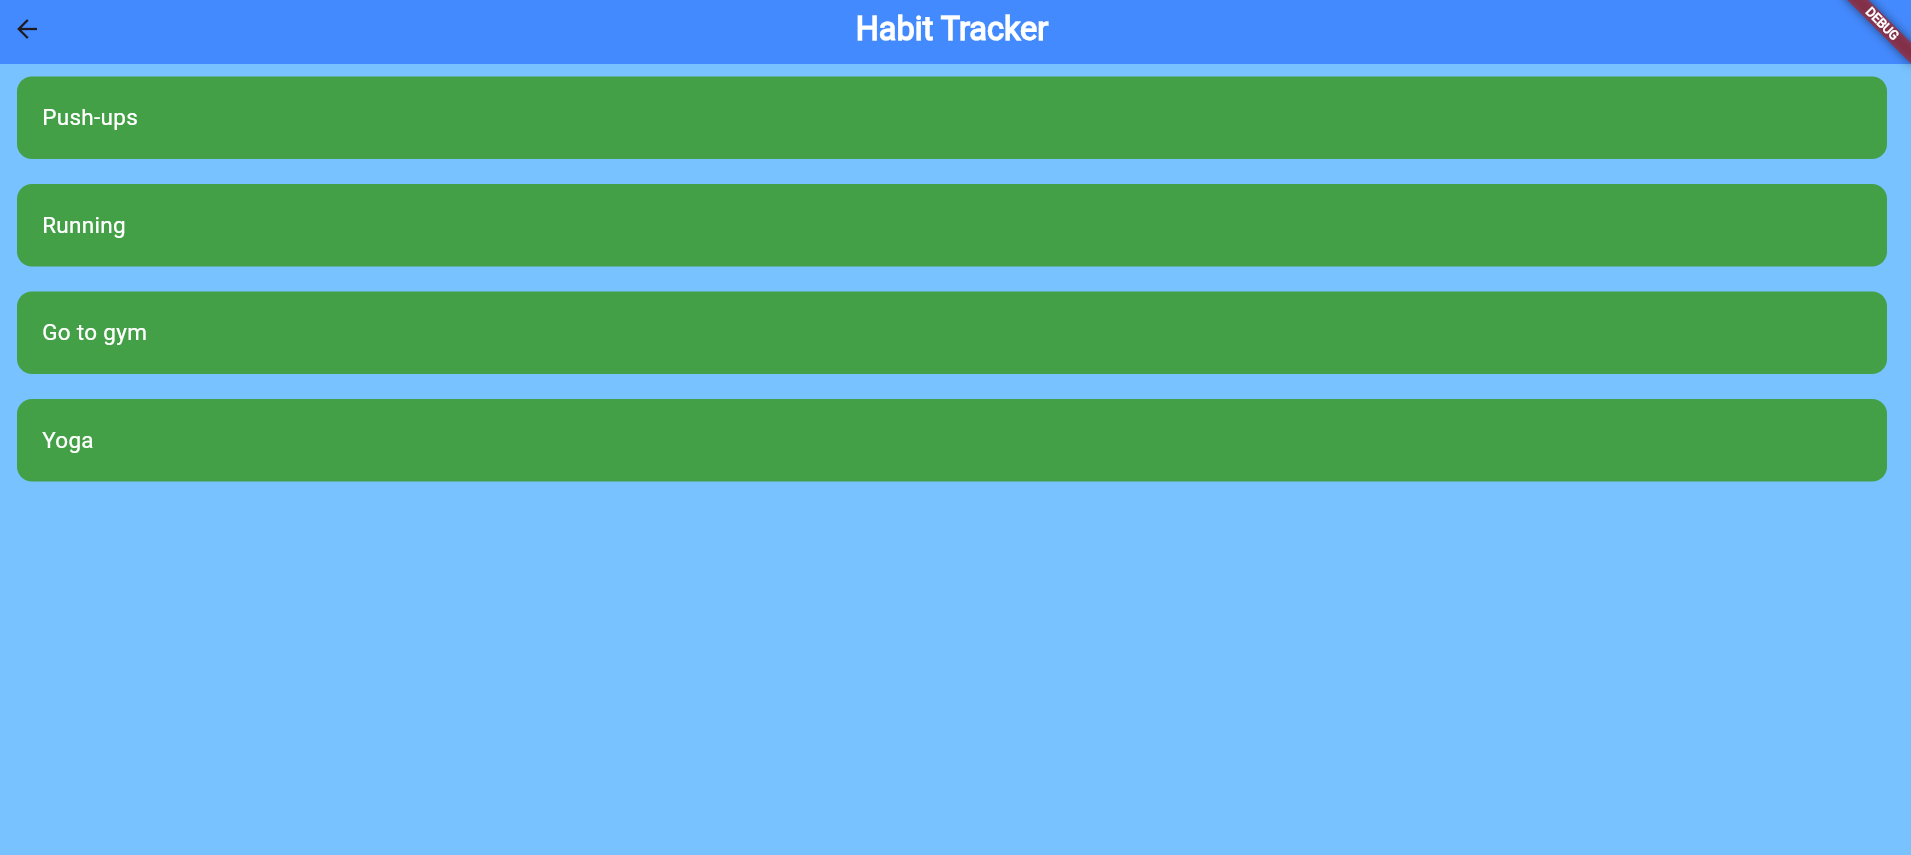 Habit Tracker
DEBUG
Push-ups
Running
Go to gym
Yoga